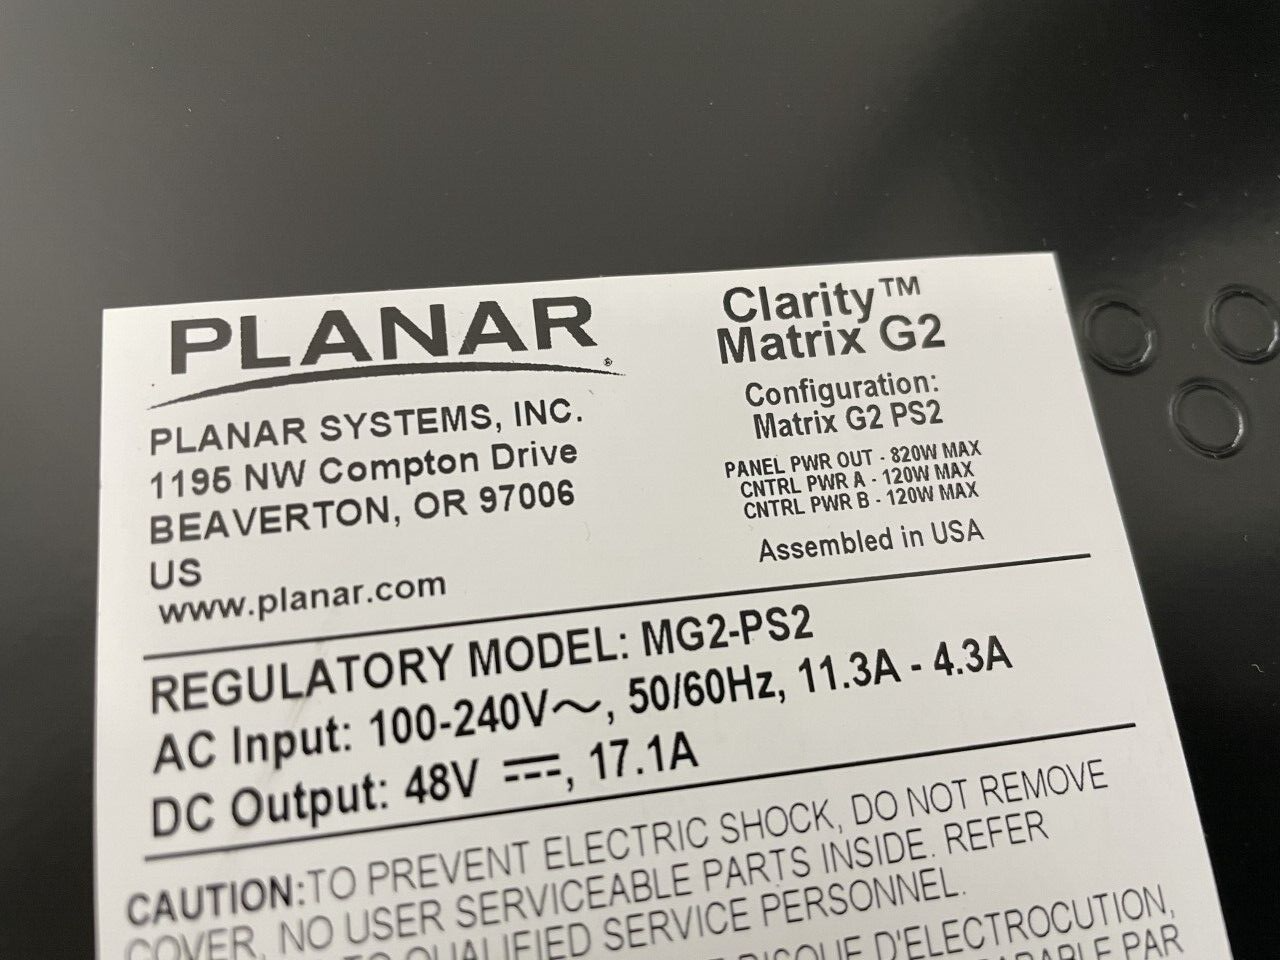 PLANAR®
PLANAR SYSTEMS, INC.
1195 NW Compton Drive
BEAVERTON, OR 97006
US
www.planar.com
Clarity™
Matrix G2
Configuration:
Matrix G2 PS2
PANEL PWR OUT - 820W MAX
CNTRL PWR A - 120W MAX
CNTRL PWR B - 120W MAX
Assembled in USA
REGULATORY MODEL: MG2-PS2
AC Input: 100-240V～, 50/60Hz, 11.3A - 4.3A
DC Output: 48V ⎓, 17.1A
CAUTION:TO PREVENT ELECTRIC SHOCK, DO NOT REMOVE
COVER, NO USER SERVICEABLE PARTS INSIDE. REFER
TO QUALIFIED SERVICE PERSONNEL.
RISQUE D'ELECTROCUTION,
PAR